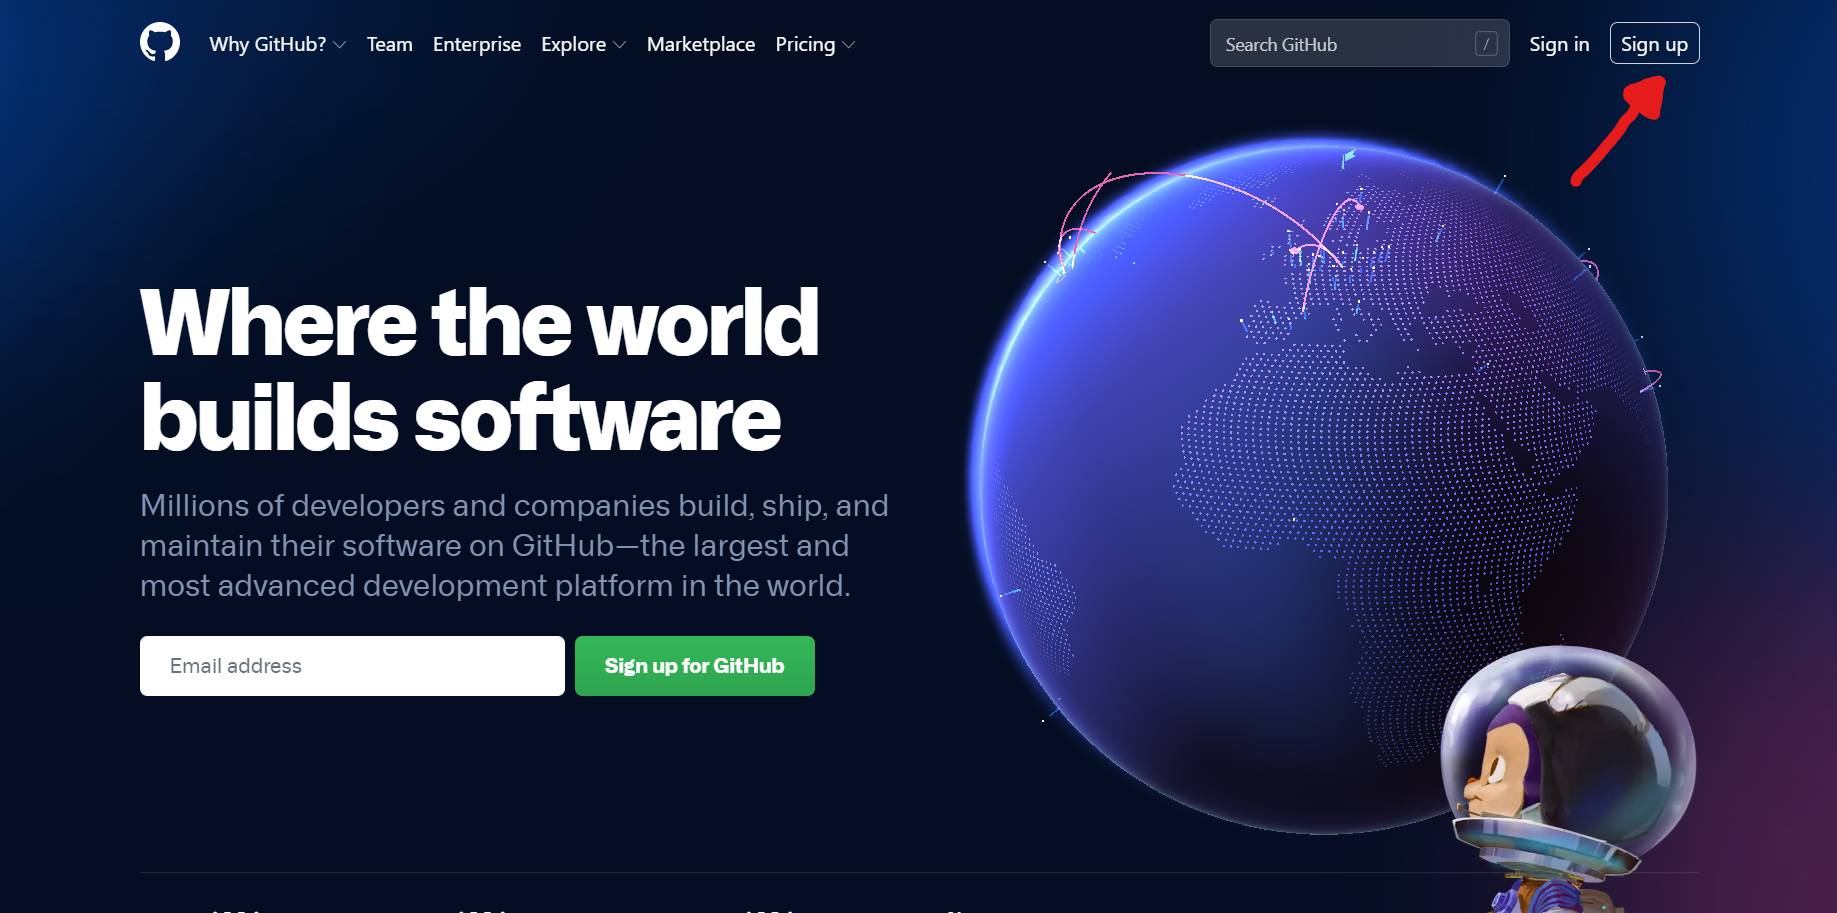 Why GitHub? Team Enterprise Explore Marketplace Pricing Search GitHub / Sign in Sign up
Where the world
builds software
Millions of developers and companies build, ship, and
maintain their software on GitHub—the largest and
most advanced development platform in the world.
Email address Sign up for GitHub